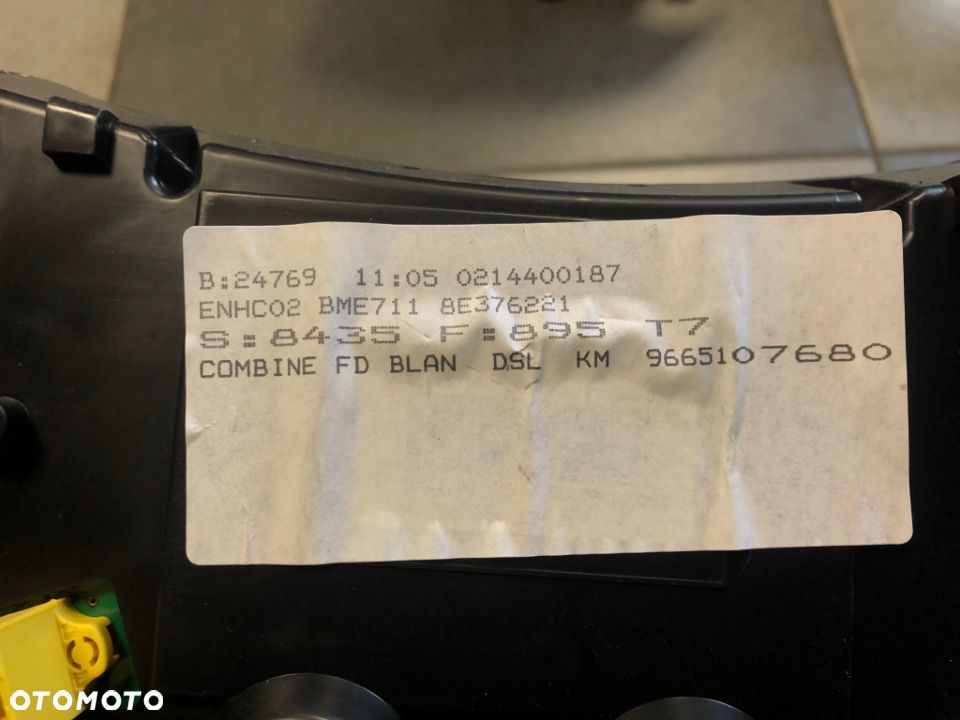 B:24769 11:05 0214400187
ENHC02 BME711 8E376221
S:8435 F:895 T7
COMBINE FD BLAN DSL KM 9665107680
OTOMOTO